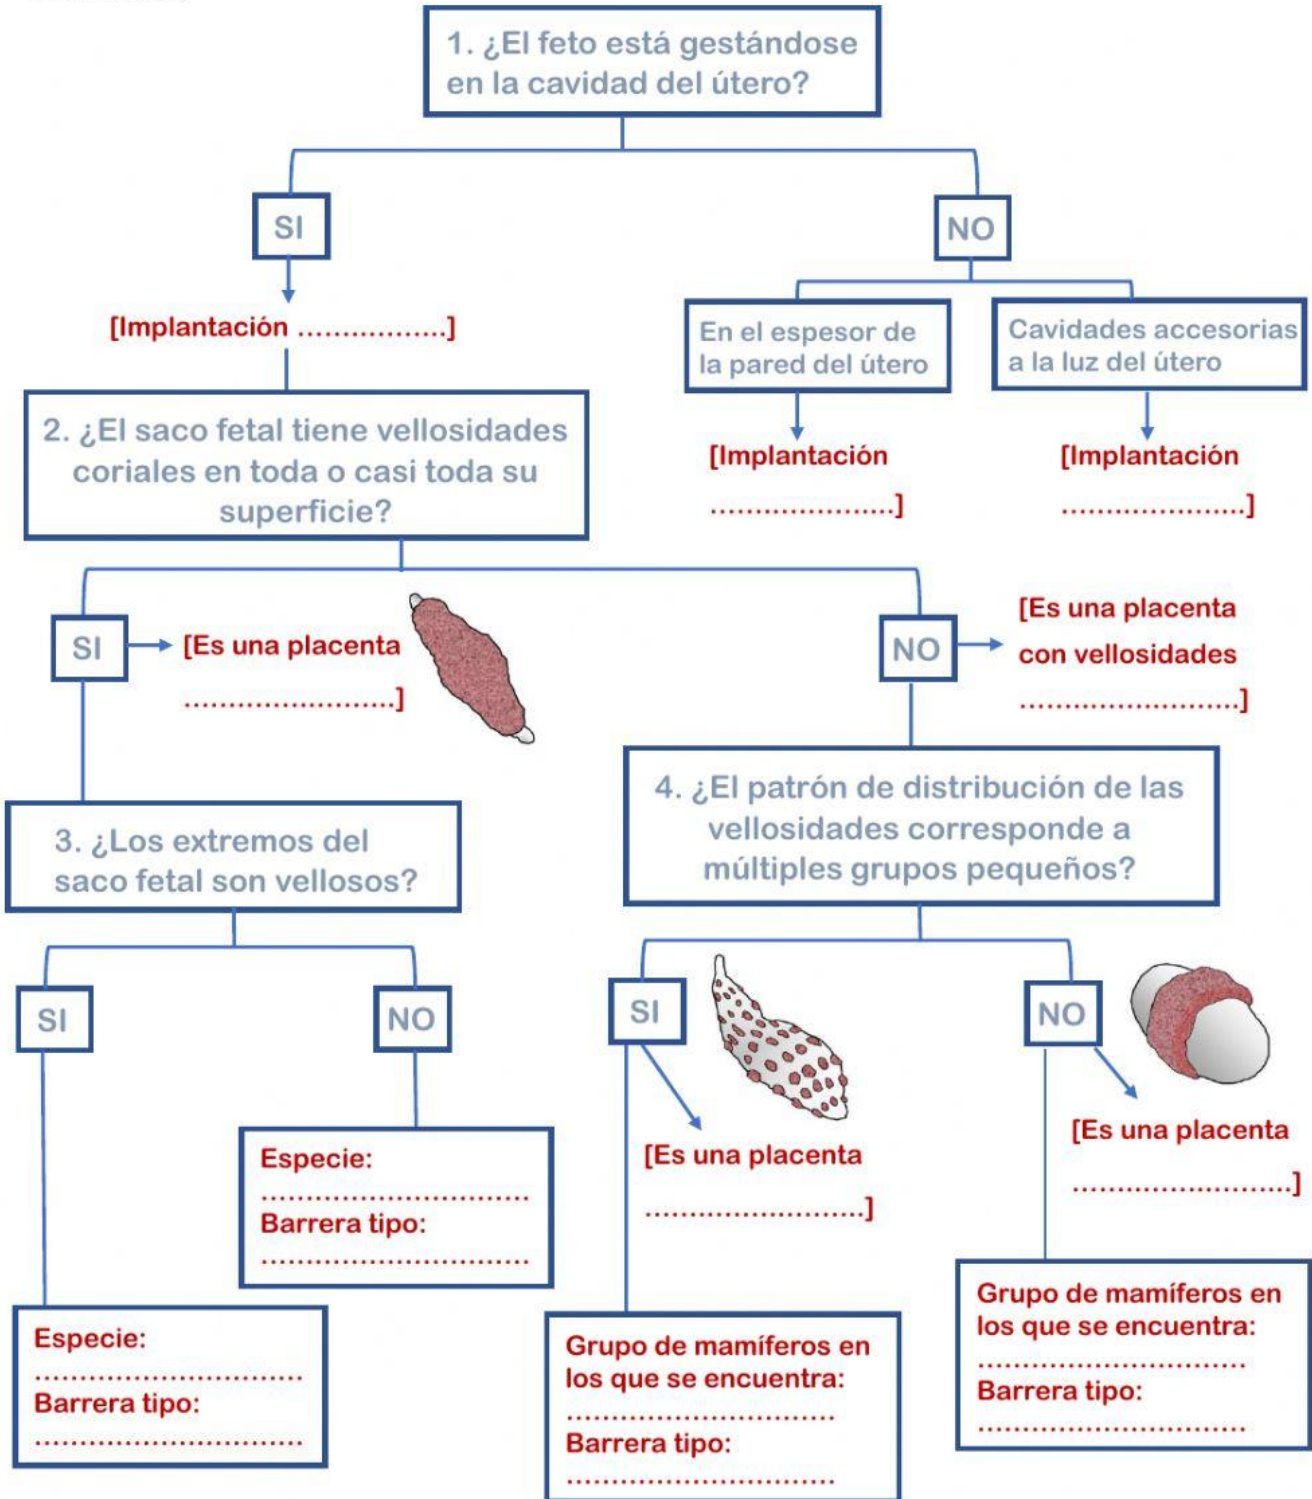 1. ¿El feto está gestándose
en la cavidad del útero?
SI
NO
[Implantación ……………..]
En el espesor de
la pared del útero
Cavidades accesorias
a la luz del útero
[Implantación
…………………]
[Implantación
…………………]
2. ¿El saco fetal tiene vellosidades
coriales en toda o casi toda su
superficie?
SI
[Es una placenta
……………………]
NO
[Es una placenta
con vellosidades
……………………]
3. ¿Los extremos del
saco fetal son vellosos?
4. ¿El patrón de distribución de las
vellosidades corresponde a
múltiples grupos pequeños?
SI
NO
SI
NO
Especie:
…………………………
Barrera tipo:
…………………………
[Es una placenta
……………………]
[Es una placenta
……………………]
Especie:
…………………………
Barrera tipo:
…………………………
Grupo de mamíferos en
los que se encuentra:
…………………………
Barrera tipo:
…………………………
Grupo de mamíferos en
los que se encuentra:
…………………………
Barrera tipo:
…………………………